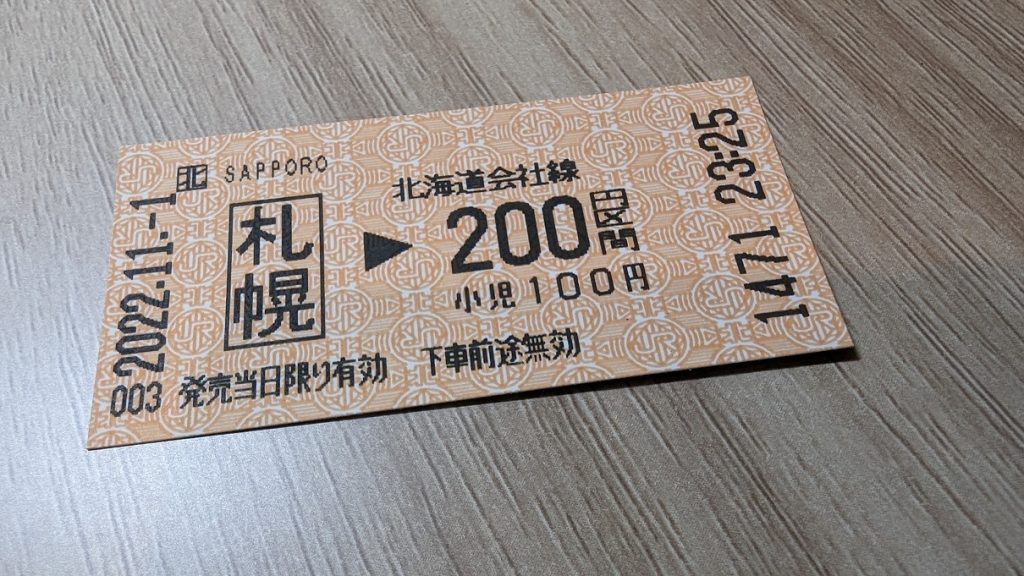 北 SAPPORO
札幌
北海道会社線
▶ 200円区間
小児100円
発売当日限り有効 下車前途無効
2022.11.-1
003
1471 23:25